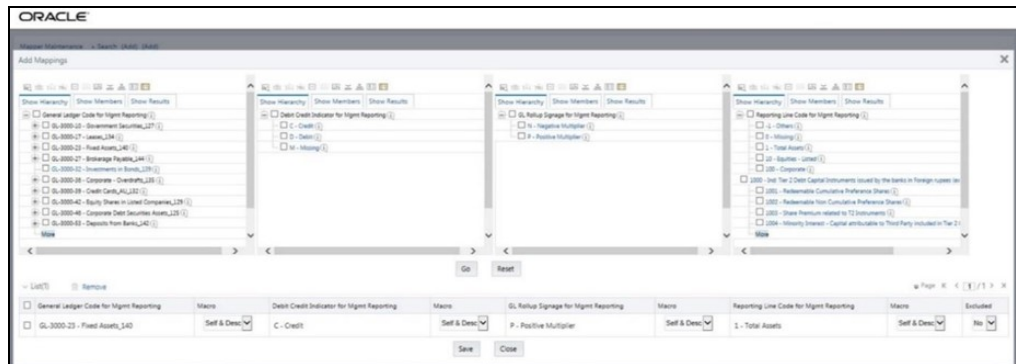 ORACLE
Mapper Maintenance > Search (Add) (Add)
Add Mappings
Show Hierarchy Show Members Show Results
General Ledger Code for Mgmt Reporting
GL-3000-10 - Government Securities_127
GL-3000-17 - Leases_134
GL-3000-23 - Fixed Assets_140
GL-3000-27 - Brokerage Payable_144
GL-3000-32 - Investments in Bonds_109
GL-3000-36 - Corporate - Overdrafts_135
GL-3000-39 - Credit Cards_AU_132
GL-3000-42 - Equity Shares in Listed Companies_129
GL-3000-46 - Corporate Debt Securities Assets_125
GL-3000-53 - Deposits from Banks_142
More
Show Hierarchy Show Members Show Results
Debit Credit Indicator for Mgmt Reporting
C - Credit
D - Debit
M - Missing
Show Hierarchy Show Members Show Results
GL Rollup Signage for Mgmt Reporting
N - Negative Multiplier
P - Positive Multiplier
Show Hierarchy Show Members Show Results
Reporting Line Code for Mgmt Reporting
-1 - Others
0 - Missing
1 - Total Assets
10 - Equities - Listed
100 - Corporate
1000 - Ind: Tier 2 Debt Capital Instruments issued by the banks in foreign rupees
1001 - Redeemable Cumulative Preference Shares
1002 - Redeemable Non Cumulative Preference Shares
1003 - Share Premium related to T2 Instruments
1004 - Minority Interest - Capital attributable to Third Party included in Tier 2
More
Go Reset
List(1) Remove
Page 1 / 1
General Ledger Code for Mgmt Reporting Macro Debit Credit Indicator for Mgmt Reporting Macro GL Rollup Signage for Mgmt Reporting Macro Reporting Line Code for Mgmt Reporting Macro Excluded
GL-3000-23 - Fixed Assets_140 Self & Desc C - Credit Self & Desc P - Positive Multiplier Self & Desc 1 - Total Assets Self & Desc No
Save Close